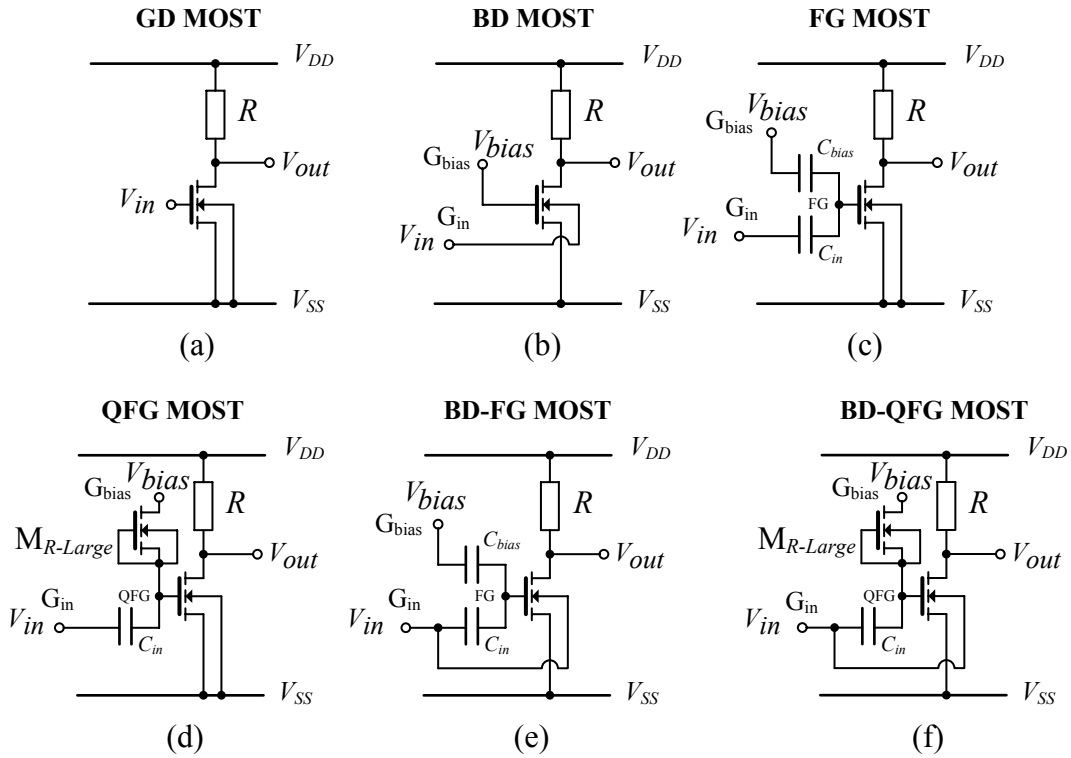 GD MOST
V_DD
R
V_out
V_in
V_SS
(a)
BD MOST
V_DD
R
V_bias
G_bias
V_out
G_in
V_in
V_SS
(b)
FG MOST
V_DD
R
V_bias
G_bias
C_bias
V_out
FG
G_in
V_in
C_in
V_SS
(c)
QFG MOST
V_DD
V_bias
G_bias
R
M_R-Large
V_out
QFG
G_in
V_in
C_in
(d)
BD-FG MOST
V_DD
V_bias
R
G_bias
C_bias
V_out
FG
G_in
V_in
C_in
V_SS
(e)
BD-QFG MOST
V_DD
V_bias
G_bias
R
M_R-Large
V_out
QFG
G_in
V_in
C_in
V_SS
(f)
V_SS